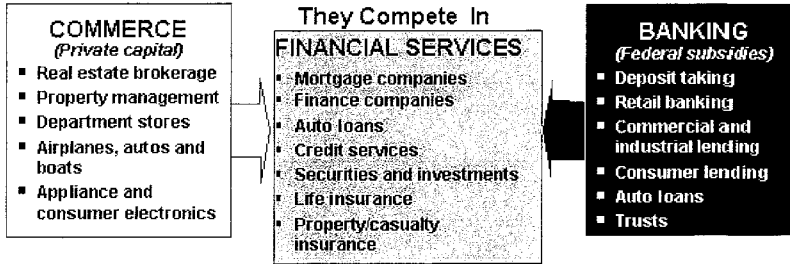 COMMERCE
(Private capital)
▪ Real estate brokerage
▪ Property management
▪ Department stores
▪ Airplanes, autos and
boats
▪ Appliance and
consumer electronics
They Compete In
FINANCIAL SERVICES
▪ Mortgage companies
▪ Finance companies
▪ Auto loans
▪ Credit services
▪ Securities and investments
▪ Life insurance
▪ Property/casualty
insurance
BANKING
(Federal subsidies)
▪ Deposit taking
▪ Retail banking
▪ Commercial and
industrial lending
▪ Consumer lending
▪ Auto loans
▪ Trusts